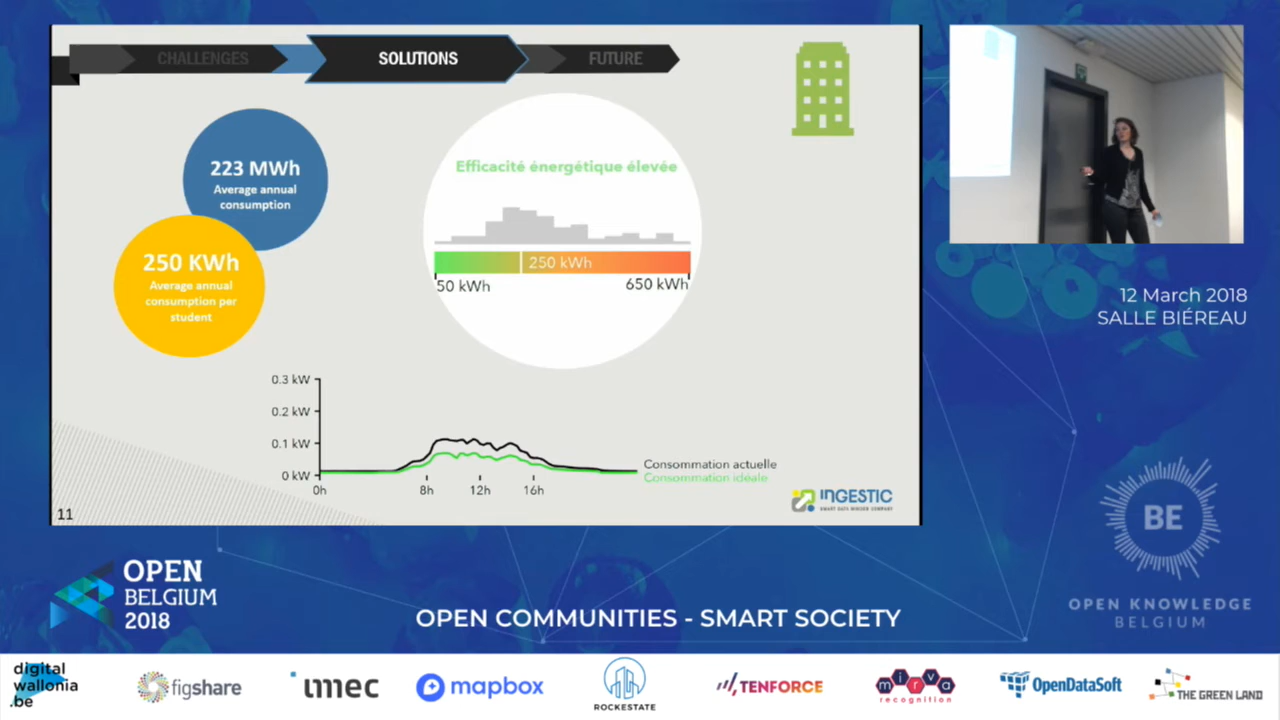 CHALLENGES
SOLUTIONS
FUTURE
223 MWh
Average annual
consumption
250 KWh
Average annual
consumption per
student
Efficacité énergétique élevée
250 kWh
50 kWh
650 kWh
0.3 kW
0.2 kW
0.1 kW
0 kW
0h
8h
12h
16h
Consommation actuelle
Consommation idéale
INGESTIC
SMART DATA MINING COMPANY
11
12 March 2018
SALLE BIÉREAU
BE
OPEN KNOWLEDGE
BELGIUM
OPEN
BELGIUM
2018
OPEN COMMUNITIES - SMART SOCIETY
digital
wallonia
.be
figshare
imec
mapbox
ROCKESTATE
TENFORCE
mirva
recognition
OpenDataSoft
THE GREEN LAND